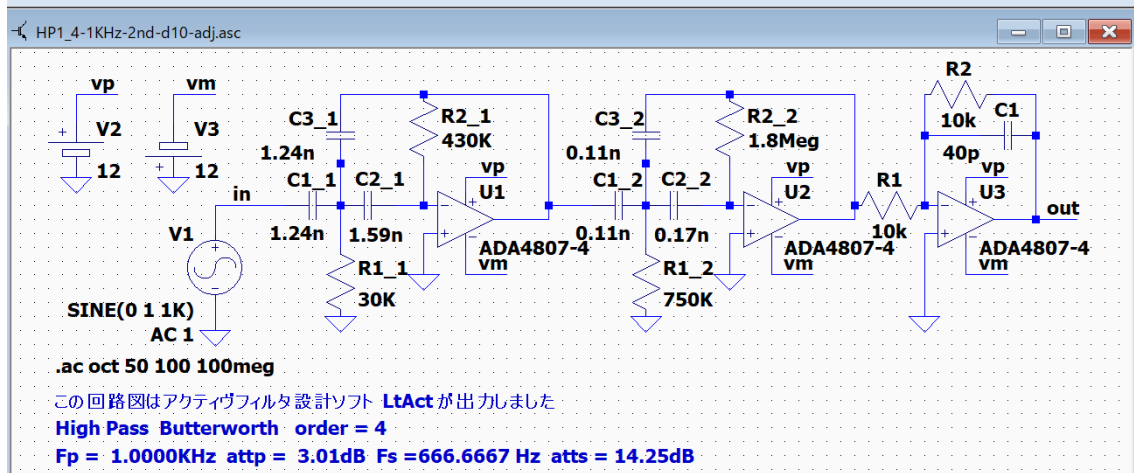 HP1_4-1KHz-2nd-d10-adj.asc
vp
vm
V2
12
V3
12
in
V1
SINE(0 1 1K)
AC 1
C3_1
1.24n
C1_1
1.24n
C2_1
1.59n
R2_1
430K
R1_1
30K
vp
U1
ADA4807-4
vm
C3_2
0.11n
C1_2
0.11n
C2_2
0.17n
R2_2
1.8Meg
R1_2
750K
vp
U2
ADA4807-4
vm
R1
10k
R2
10k
C1
40p
vp
U3
ADA4807-4
vm
out
.ac oct 50 100 100meg
この回路図はアクティヴフィルタ設計ソフト LtAct が出力しました
High Pass Butterworth order = 4
Fp = 1.0000KHz attp = 3.01dB Fs =666.6667 Hz atts = 14.25dB